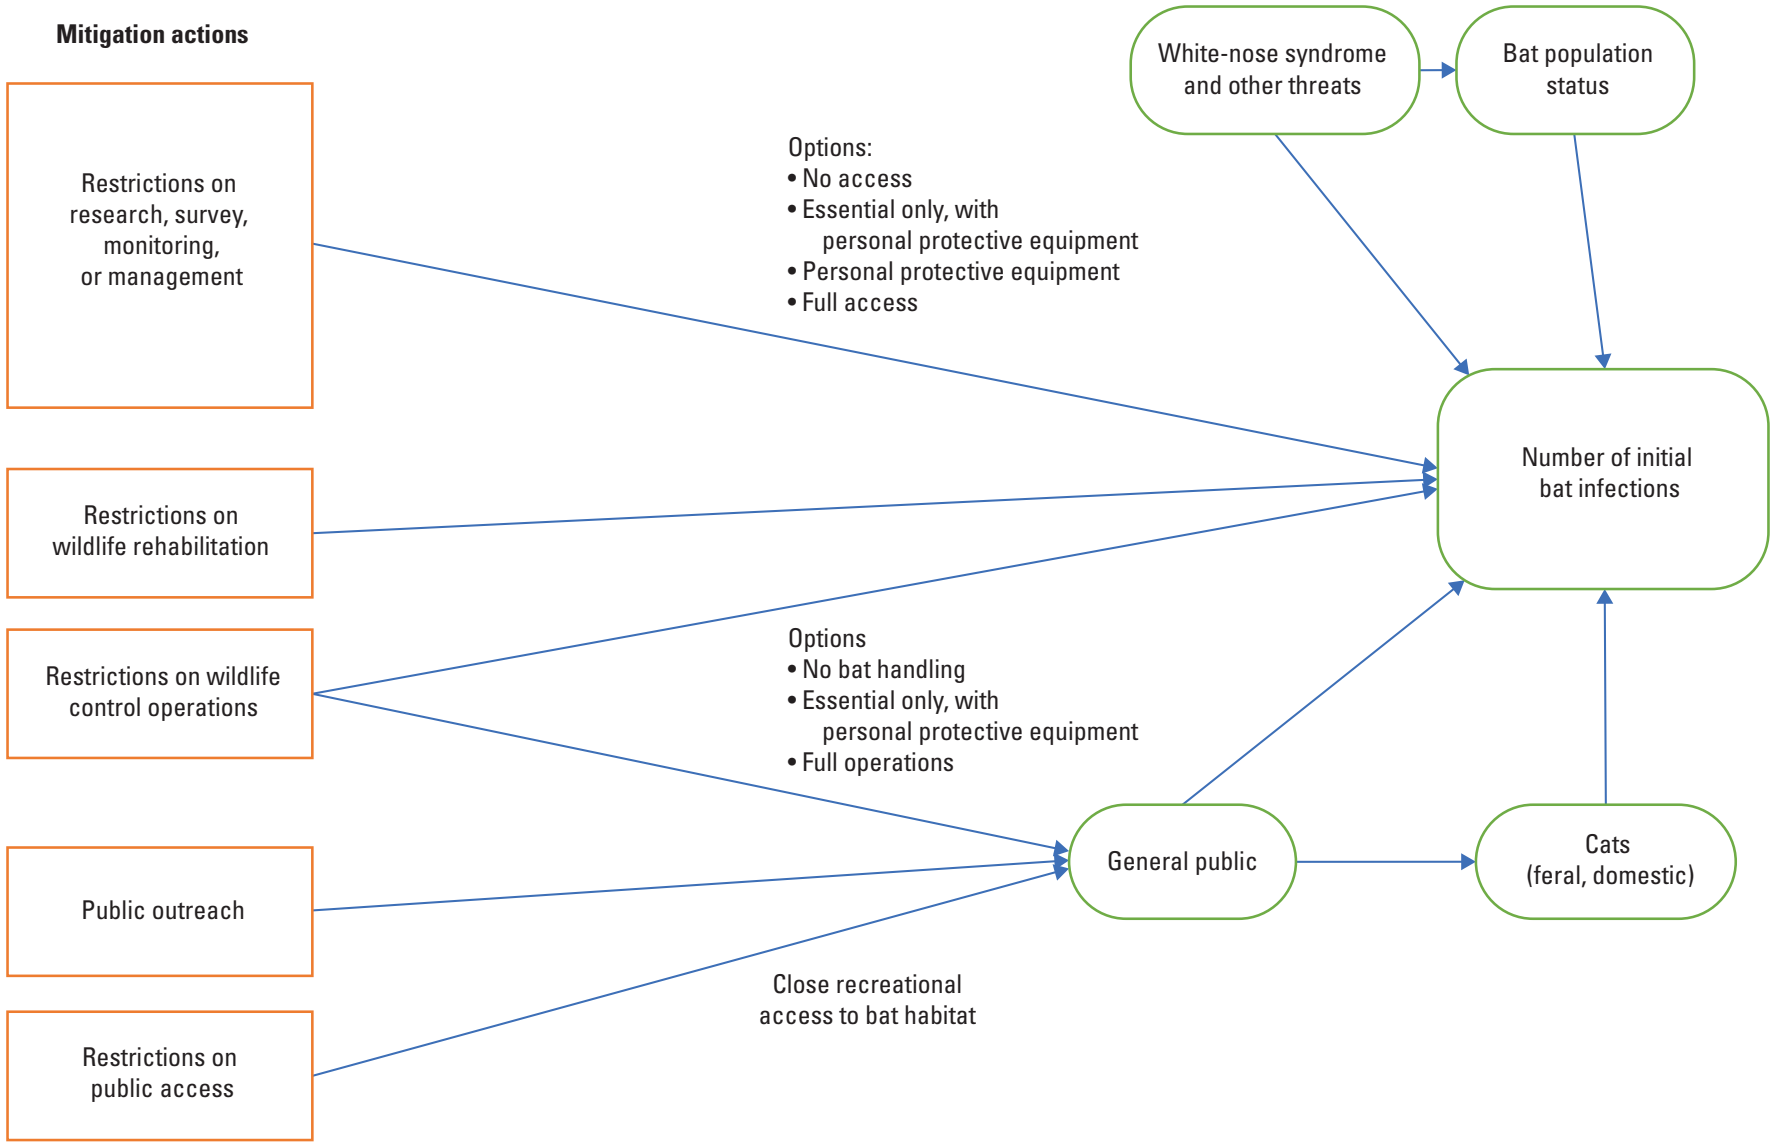 Mitigation actions
Restrictions on
research, survey,
monitoring,
or management
Restrictions on
wildlife rehabilitation
Restrictions on wildlife
control operations
Public outreach
Restrictions on
public access
Options:
• No access
• Essential only, with
personal protective equipment
• Personal protective equipment
• Full access
Options
• No bat handling
• Essential only, with
personal protective equipment
• Full operations
Close recreational
access to bat habitat
White-nose syndrome
and other threats
Bat population
status
Number of initial
bat infections
General public
Cats
(feral, domestic)